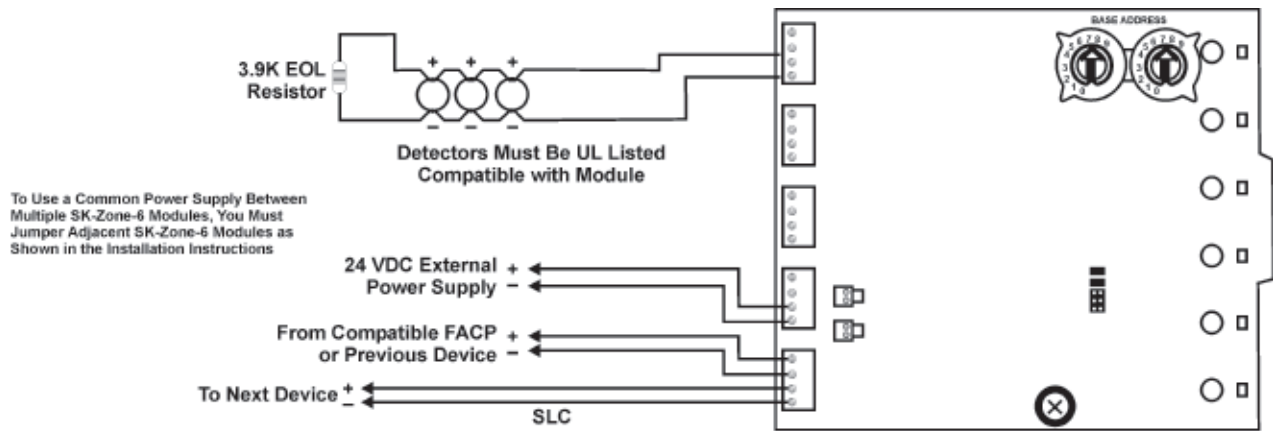 BASE ADDRESS
3.9K EOL
Resistor
+ + +
− − −
Detectors Must Be UL Listed
Compatible with Module
To Use a Common Power Supply Between
Multiple SK-Zone-6 Modules, You Must
Jumper Adjacent SK-Zone-6 Modules as
Shown in the Installation Instructions
24 VDC External +
Power Supply −
From Compatible FACP +
or Previous Device −
To Next Device +
−
SLC